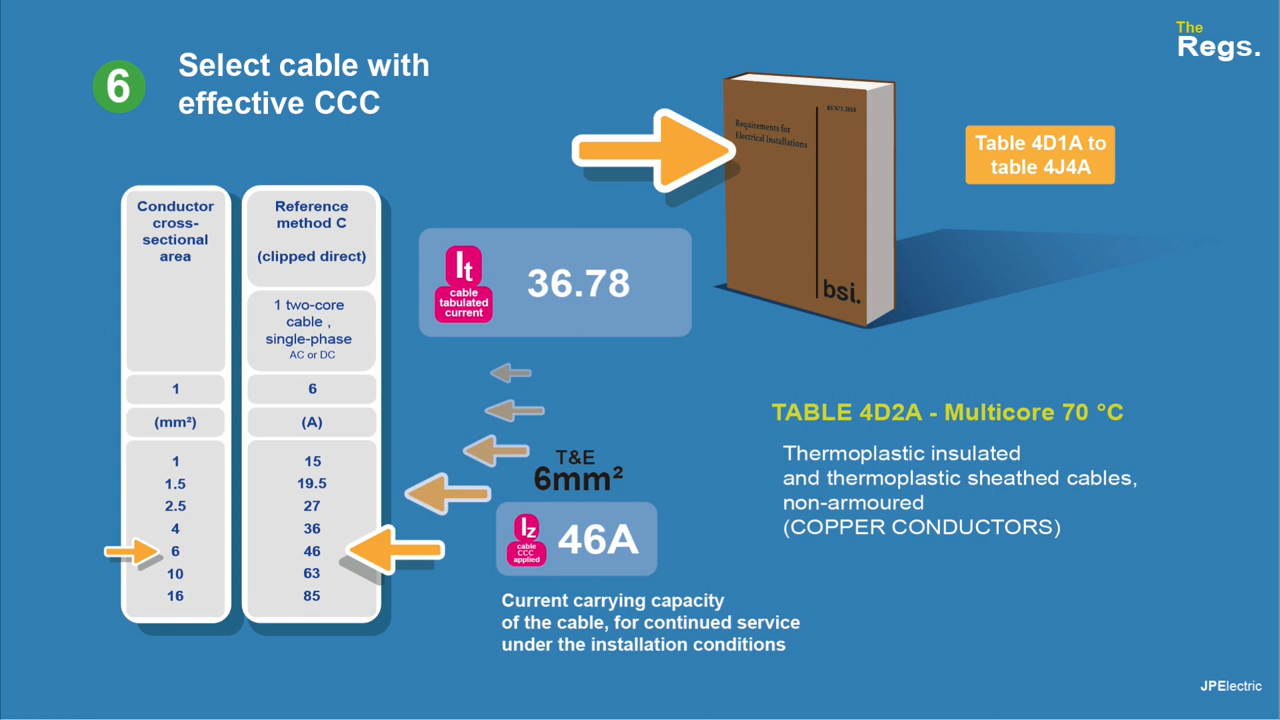 The
Regs.
6
Select cable with
effective CCC
BS7671:2018
Requirements for
Electrical Installations
bsi.
Table 4D1A to
table 4J4A
Conductor
cross-
sectional
area
1
(mm²)
1
1.5
2.5
4
6
10
16
Reference
method C
(clipped direct)
1 two-core
cable ,
single-phase
AC or DC
6
(A)
15
19.5
27
36
46
63
85
It
cable
tabulated
current
36.78
T&E
6mm²
Iz
cable
CCC
applied
46A
Current carrying capacity
of the cable, for continued service
under the installation conditions
TABLE 4D2A - Multicore 70 °C
Thermoplastic insulated
and thermoplastic sheathed cables,
non-armoured
(COPPER CONDUCTORS)
JPElectric